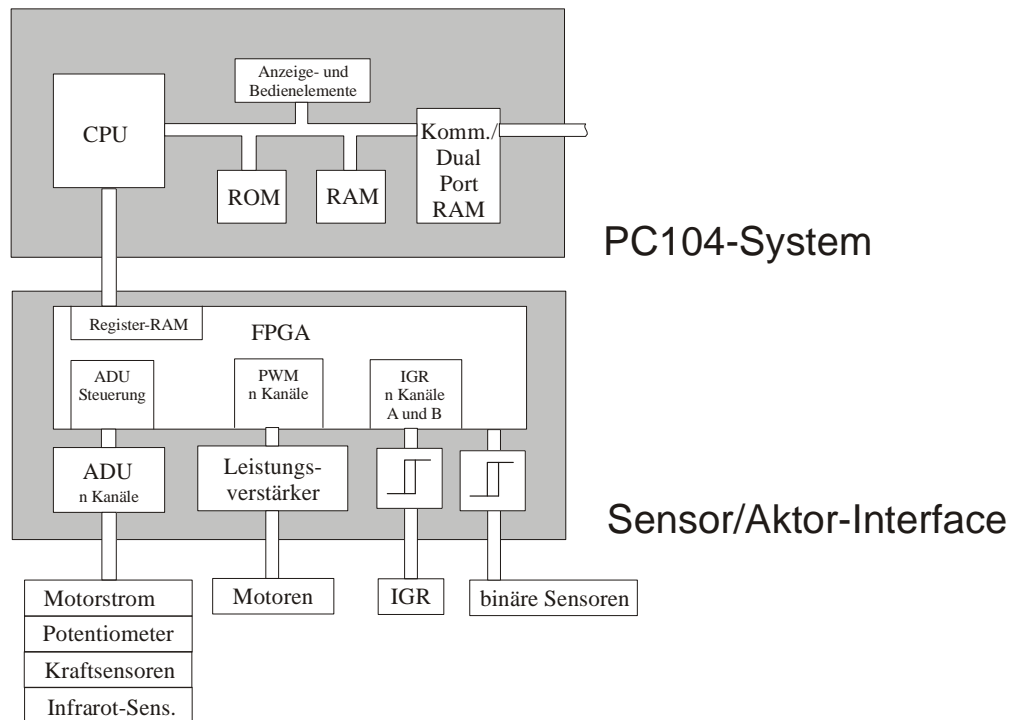 Anzeige- und
Bedienelemente
CPU
Komm./
Dual
Port
RAM
ROM
RAM
PC104-System
Register-RAM
FPGA
ADU
Steuerung
PWM
n Kanäle
IGR
n Kanäle
A und B
ADU
n Kanäle
Leistungs-
verstärker
Sensor/Aktor-Interface
Motorstrom
Motoren
IGR
binäre Sensoren
Potentiometer
Kraftsensoren
Infrarot-Sens.